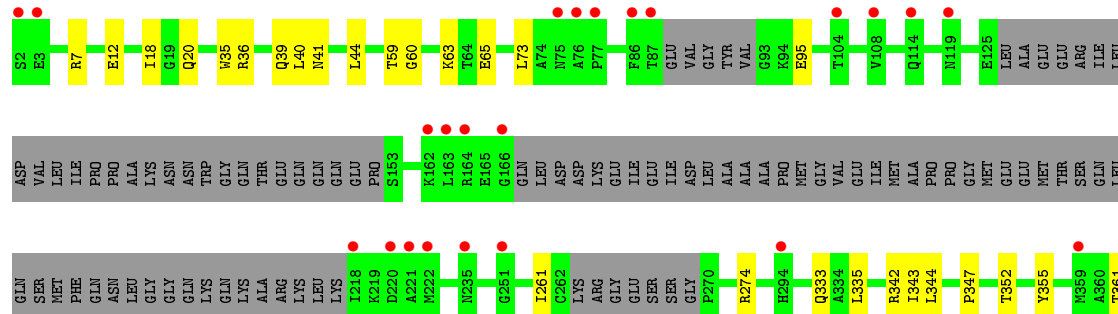 S2 E3 R7 E12 I18 G19 Q20 W35 R36 Q39 L40 N41 L44 T59 G60 K63 T64 E65 L73 A74 N75 A76 P77 F86 T87 GLU VAL GLY TYR VAL G93 K94 E95 T104 V108 Q114 N119 E125 LEU ALA GLU GLU ARG ILE LEU
ASP VAL LEU ILE PRO PRO ALA LYS ASN ASN TRP GLY GLN THR GLU GLN GLN GLN GLU PRO S153 K162 L163 R164 E165 G166 GLN LEU ASP ASP LYS GLU ILE GLU ILE ASP LEU ALA ALA ALA PRO MET GLY VAL GLU ILE MET ALA PRO PRO GLY MET GLU GLU MET THR SER GLN LEU
GLN SER MET PHE GLN ASN LEU GLY GLY GLN LYS GLN LYS ALA ARG LYS LEU LYS I218 K219 D220 A221 M222 N235 G251 I261 C262 LYS ARG GLY GLU SER SER GLY P270 R274 H294 Q333 A334 L335 R342 I343 L344 P347 T352 Y355 M359 A360 T361